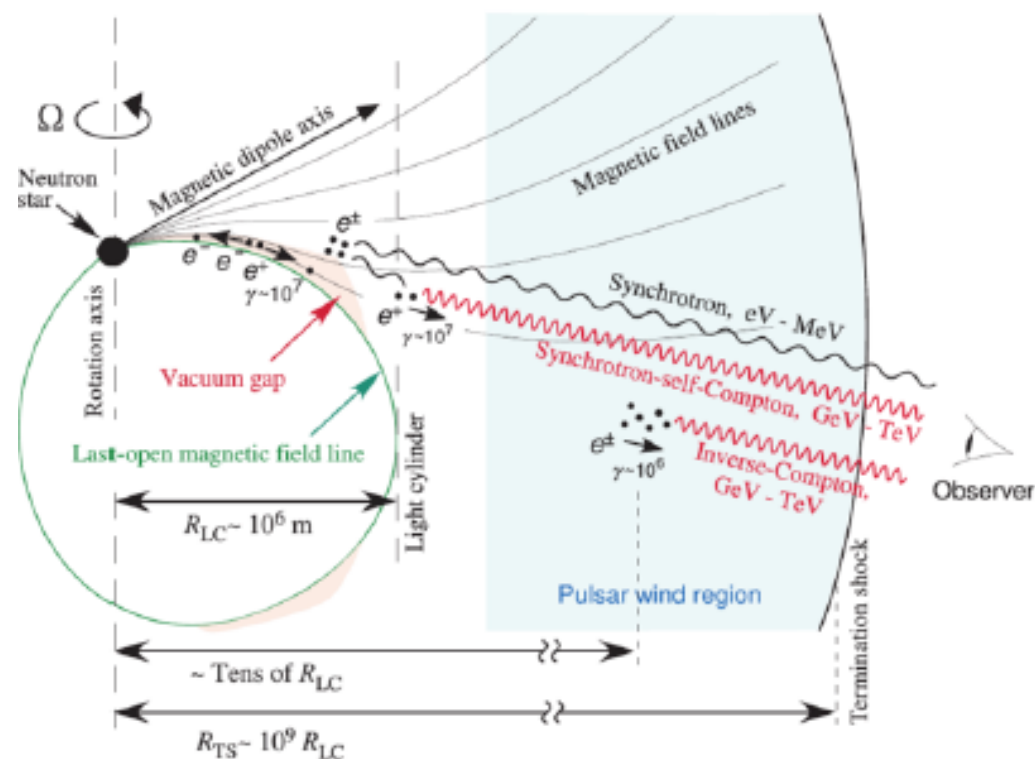 Ω
Neutron
star
Magnetic dipole axis
Magnetic field lines
e±
e⁻ e⁻ e⁺
γ~10⁷
e⁺
γ~10⁷
Synchrotron, eV - MeV
Synchrotron-self-Compton, GeV - TeV
Rotation axis
Vacuum gap
Last-open magnetic field line
e±
γ~10⁶
Inverse-Compton,
GeV - TeV
Observer
R_LC~ 10⁶ m
Light cylinder
Pulsar wind region
Termination shock
~ Tens of R_LC
R_TS~ 10⁹ R_LC